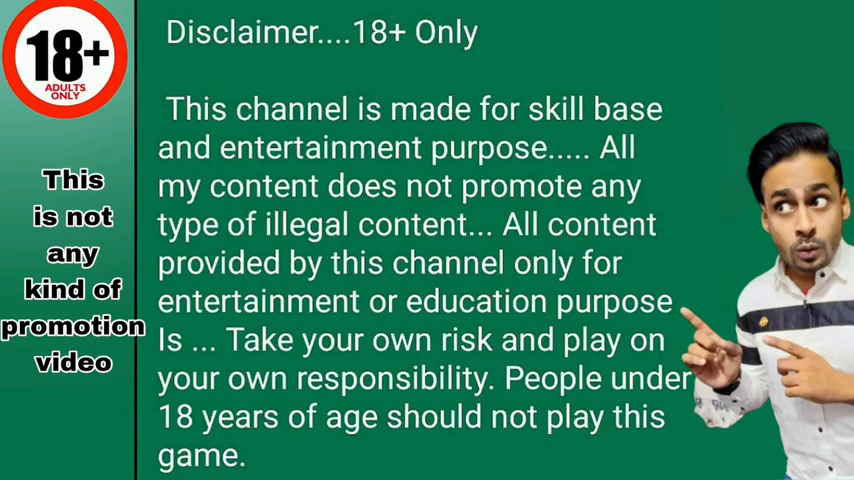 18+
ADULTS
ONLY
This
is not
any
kind of
promotion
video
Disclaimer....18+ Only
This channel is made for skill base
and entertainment purpose..... All
my content does not promote any
type of illegal content... All content
provided by this channel only for
entertainment or education purpose
Is ... Take your own risk and play on
your own responsibility. People under
18 years of age should not play this
game.